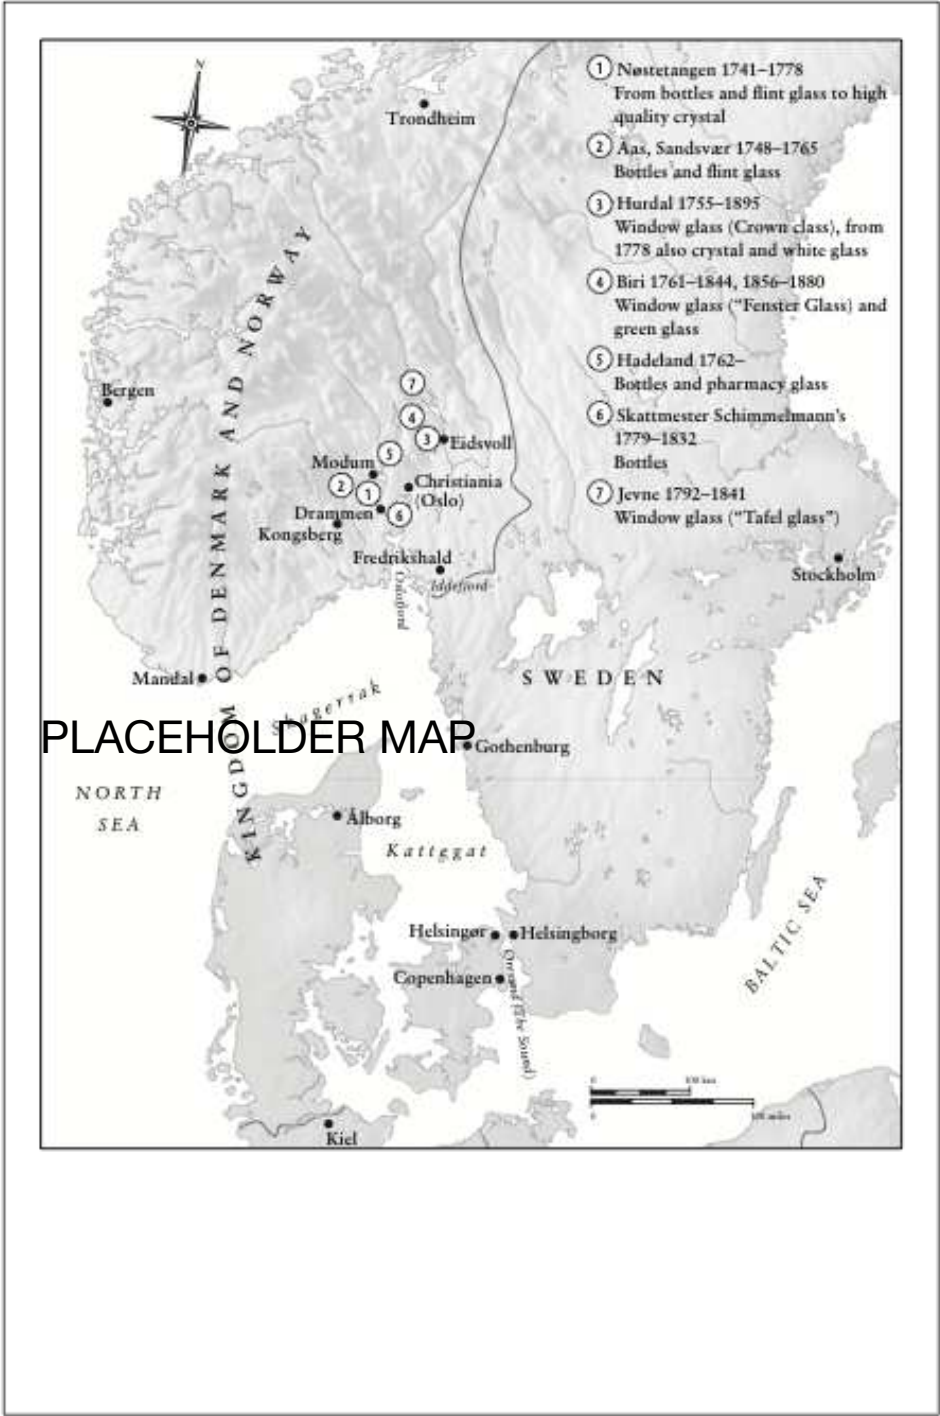 N
Trondheim
1 Nøstetangen 1741–1778
From bottles and flint glass to high
quality crystal
2 Aas, Sandsvær 1748–1765
Bottles and flint glass
3 Hurdal 1755–1895
Window glass (Crown class), from
1778 also crystal and white glass
4 Biri 1761–1844, 1856–1880
Window glass (“Fenster Glass) and
green glass
5 Hadeland 1762–
Bottles and pharmacy glass
6 Skattmester Schimmelmann’s
1779–1832
Bottles
7 Jevne 1792–1841
Window glass (“Tafel glass”)
KINGDOM OF DENMARK AND NORWAY
Bergen
7
4
3
Eidsvoll
5
Modum
2
1
Christiania
(Oslo)
Drammen
6
Kongsberg
Fredrikshald
Iddefjord
Oslofjord
Stockholm
Mandal
SWEDEN
Skagerrak
PLACEHOLDER MAP
Gothenburg
NORTH
SEA
Ålborg
Kattegat
BALTIC SEA
Helsingør
Helsingborg
Copenhagen
Øresund (The Sound)
0
100 km
0
100 miles
Kiel